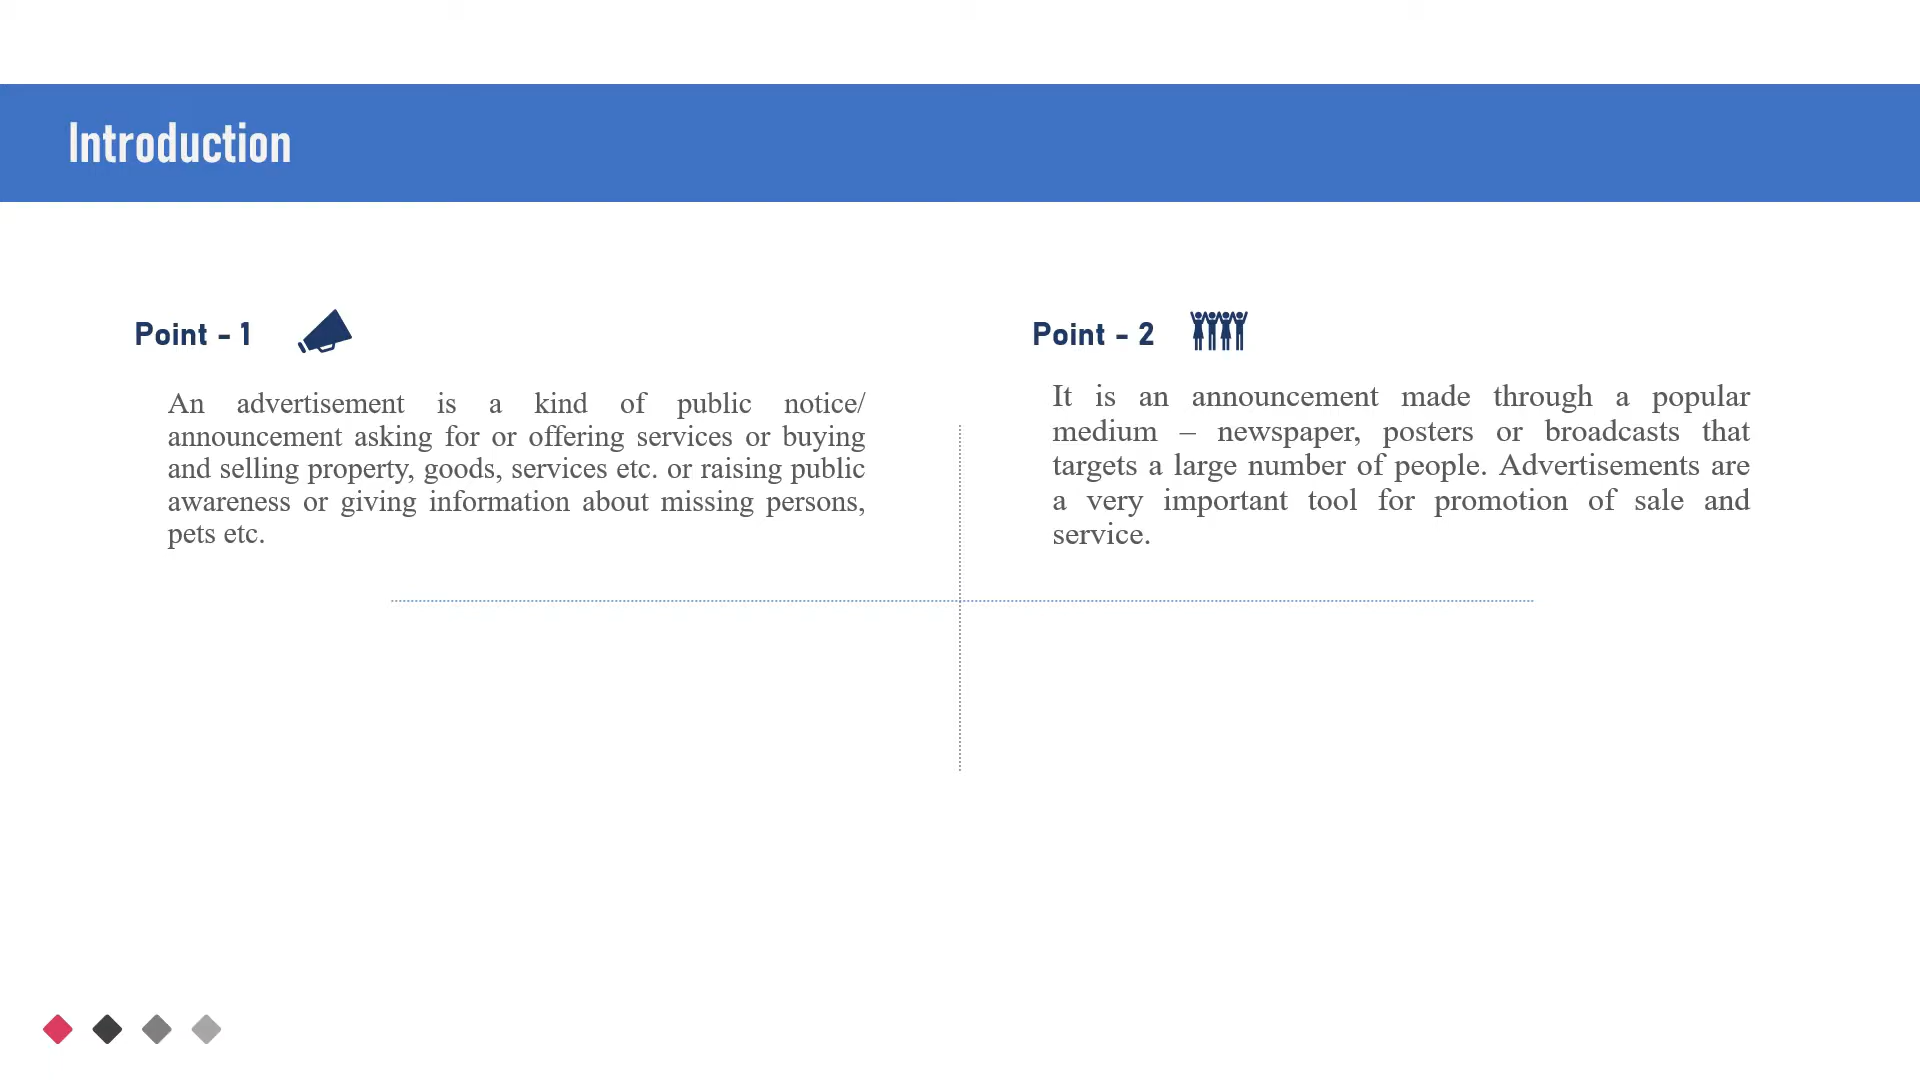 Introduction
Point - 1
An advertisement is a kind of public notice/
announcement asking for or offering services or buying
and selling property, goods, services etc. or raising public
awareness or giving information about missing persons,
pets etc.
Point - 2
It is an announcement made through a popular
medium – newspaper, posters or broadcasts that
targets a large number of people. Advertisements are
a very important tool for promotion of sale and
service.